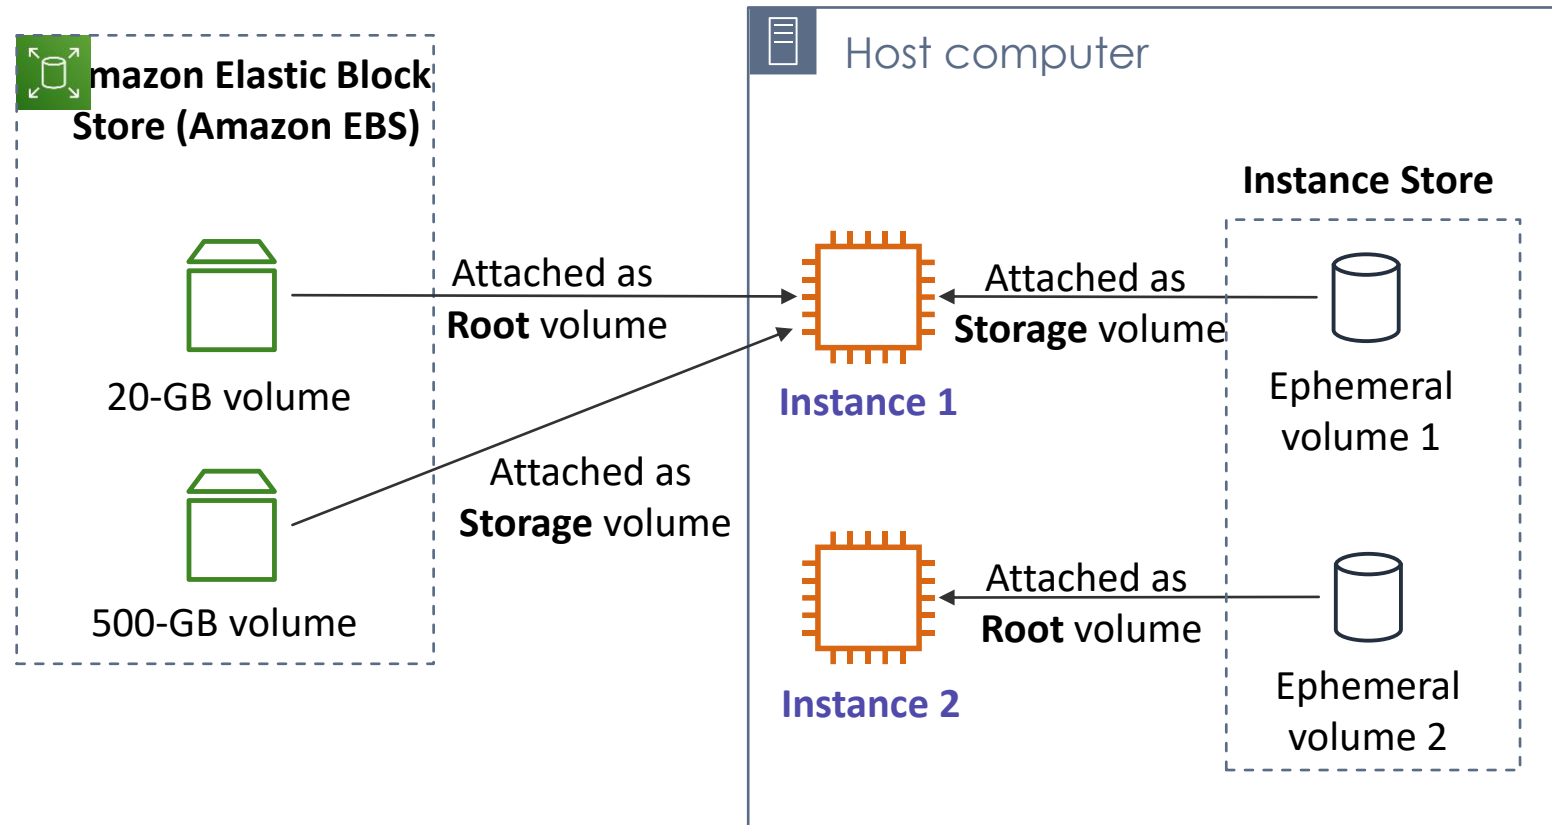 mazon Elastic Block
Store (Amazon EBS)
Host computer
Instance Store
Attached as
Root volume
20-GB volume
Attached as
Storage volume
500-GB volume
Instance 1
Attached as
Storage volume
Ephemeral
volume 1
Instance 2
Attached as
Root volume
Ephemeral
volume 2